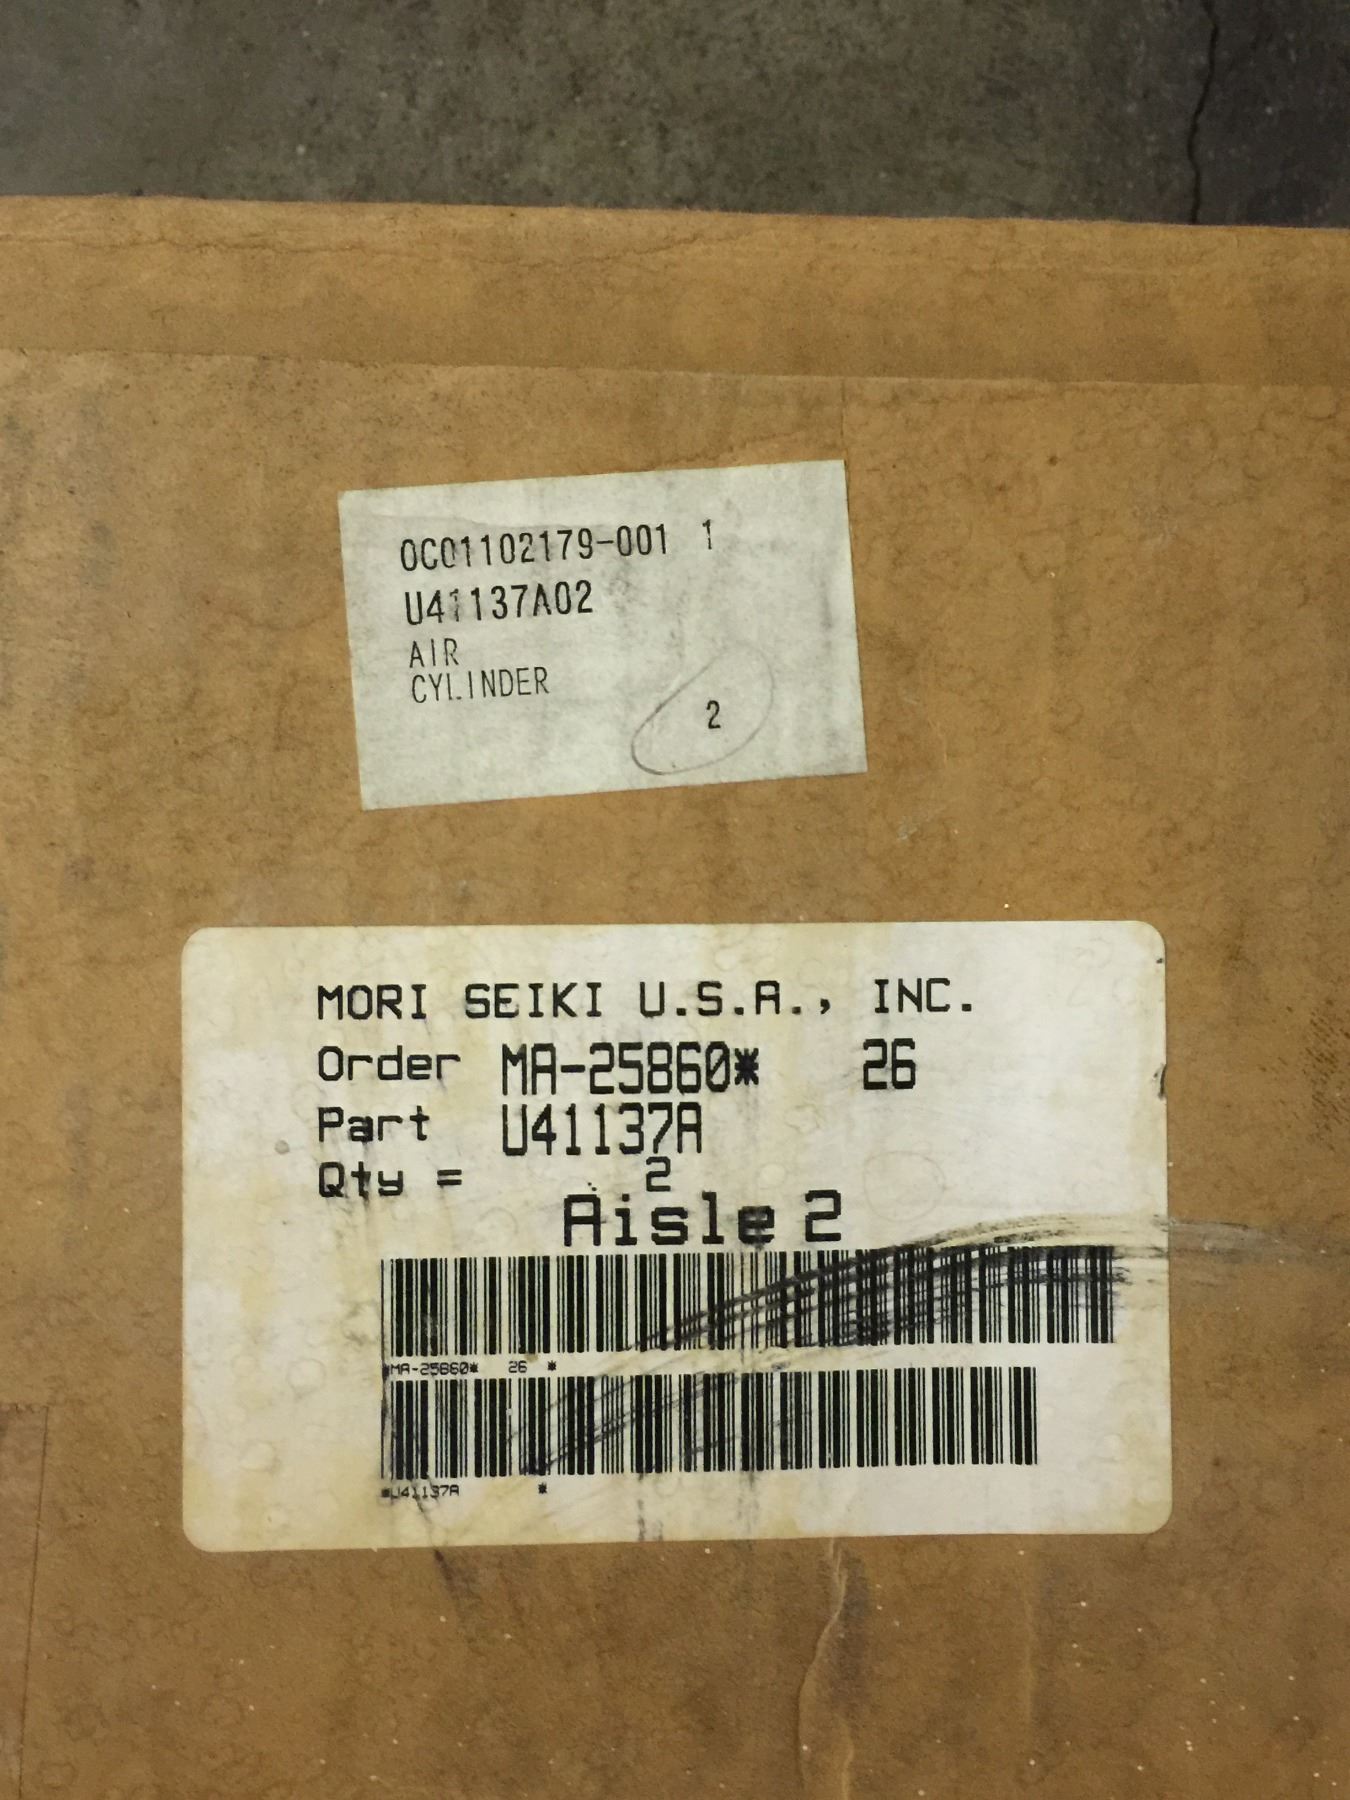 0C01102179-001 1
U41137A02
AIR
CYLINDER
2
MORI SEIKI U.S.A., INC.
Order MA-25860* 26
Part U41137A
Qty = 2
Aisle 2
*MA-25860* 26 *
*U41137A *